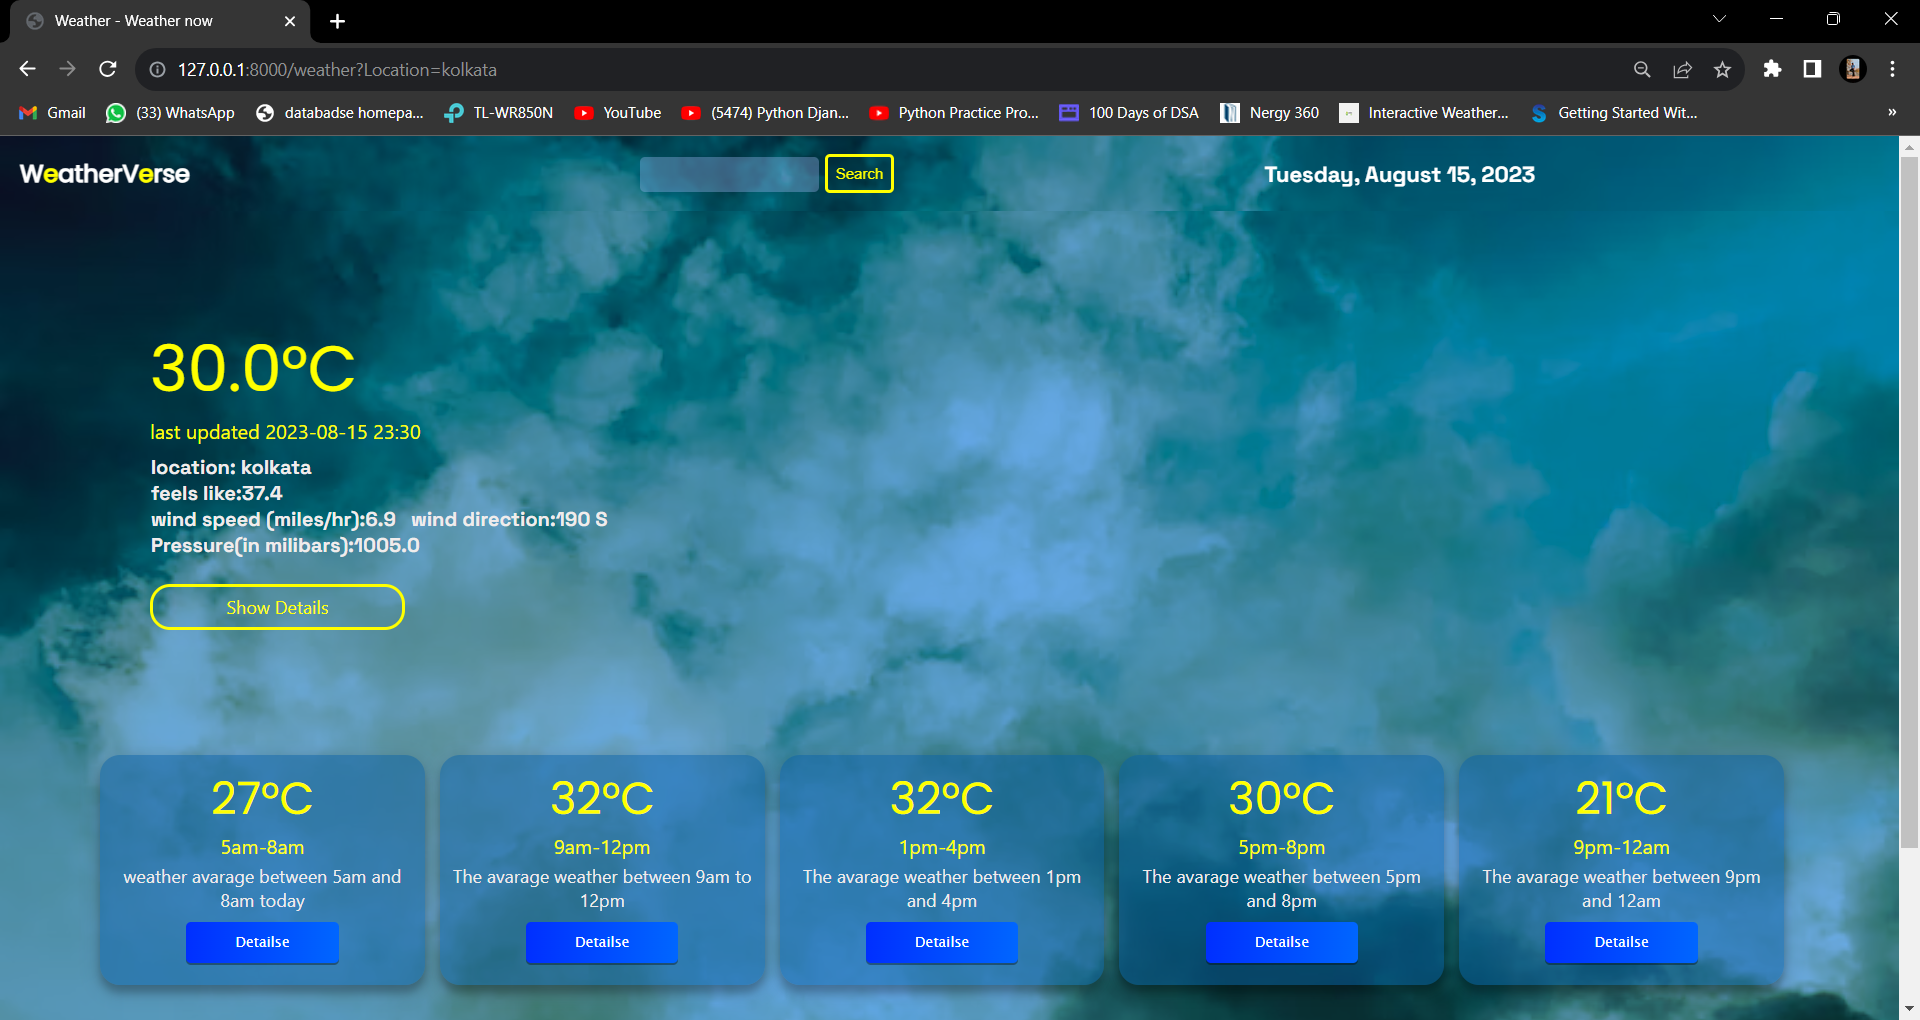 Weather - Weather now
127.0.0.1:8000/weather?Location=kolkata
Gmail (33) WhatsApp databadse homepa... TL-WR850N YouTube (5474) Python Djan... Python Practice Pro... 100 Days of DSA Nergy 360 Interactive Weather... Getting Started Wit... »
WeatherVerse Search Tuesday, August 15, 2023
30.0°C
last updated 2023-08-15 23:30
location: kolkata
feels like:37.4
wind speed (miles/hr):6.9 wind direction:190 S
Pressure(in milibars):1005.0
Show Details
27°C
5am-8am
weather avarage between 5am and
8am today
Detailse
32°C
9am-12pm
The avarage weather between 9am to
12pm
Detailse
32°C
1pm-4pm
The avarage weather between 1pm
and 4pm
Detailse
30°C
5pm-8pm
The avarage weather between 5pm
and 8pm
Detailse
21°C
9pm-12am
The avarage weather between 9pm
and 12am
Detailse